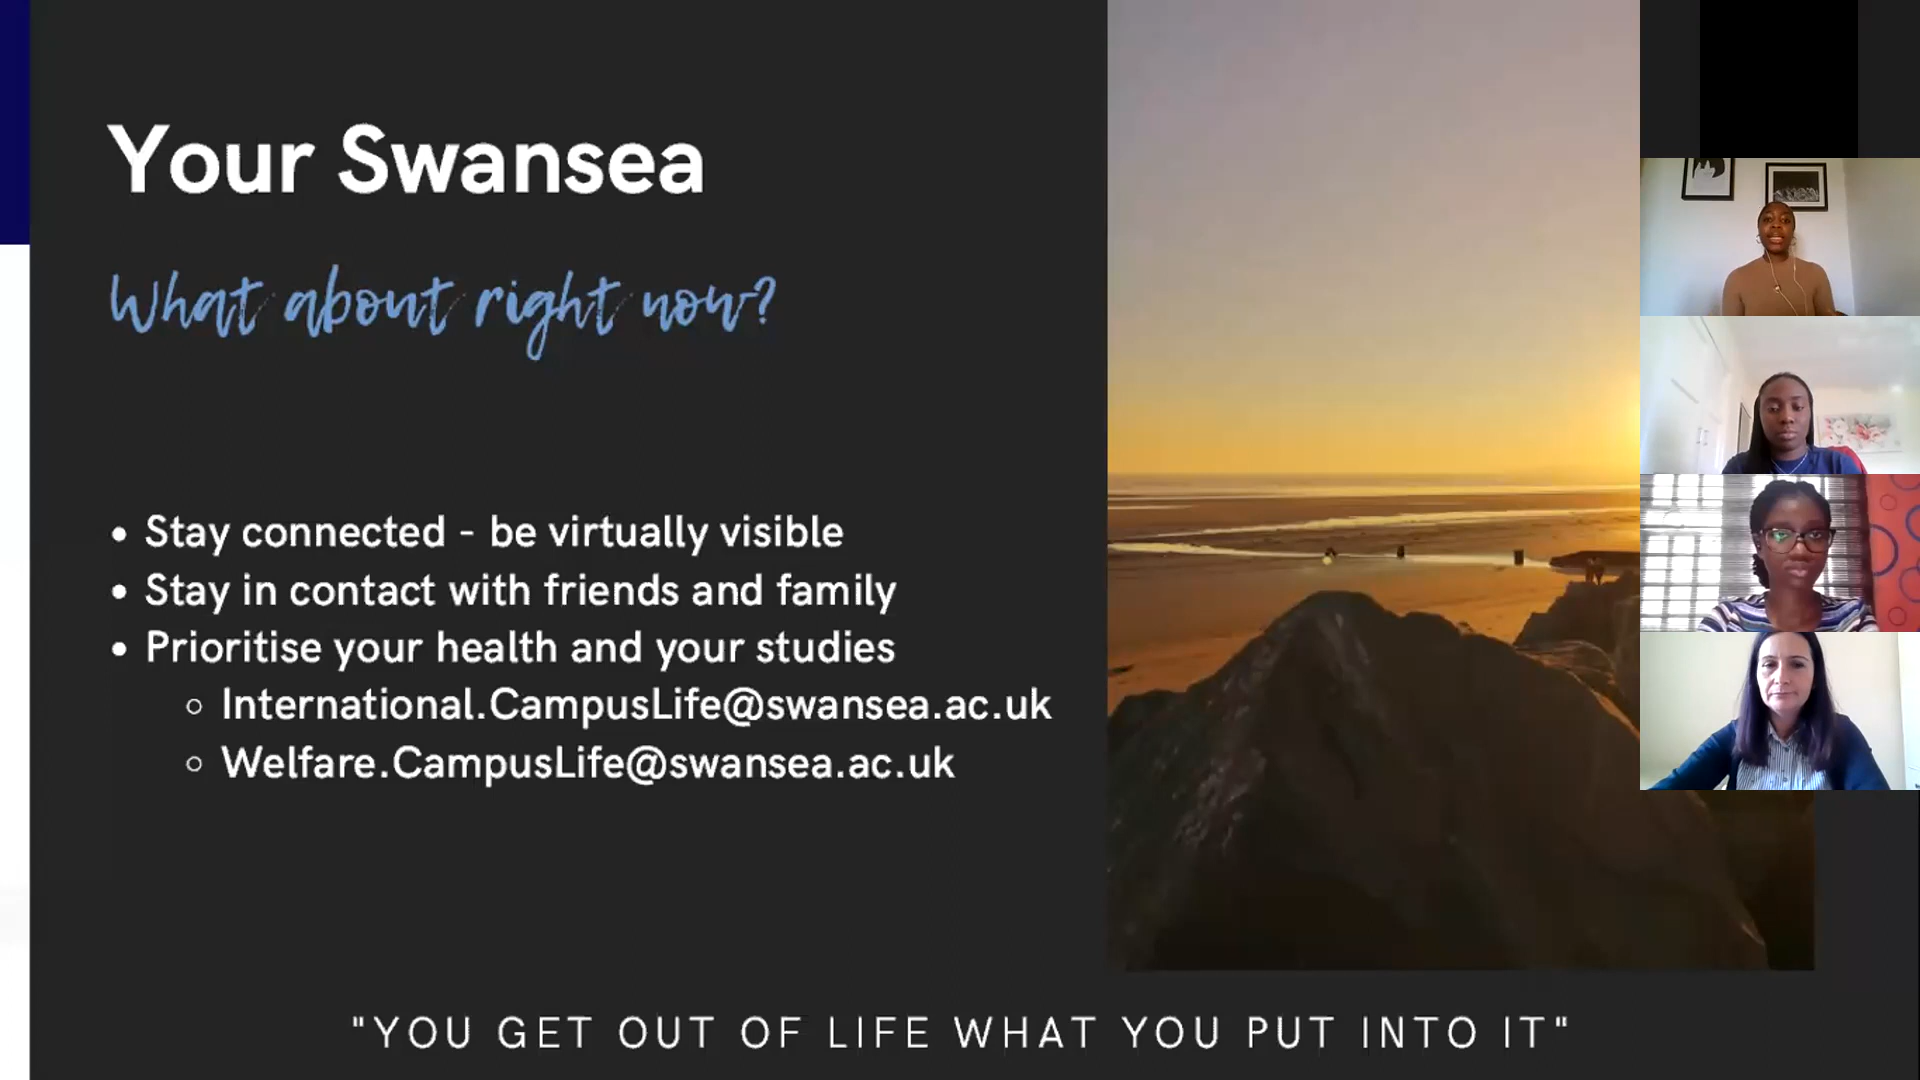 Your Swansea
What about right now?
• Stay connected - be virtually visible
• Stay in contact with friends and family
• Prioritise your health and your studies
○ International.CampusLife@swansea.ac.uk
○ Welfare.CampusLife@swansea.ac.uk
"YOU GET OUT OF LIFE WHAT YOU PUT INTO IT"